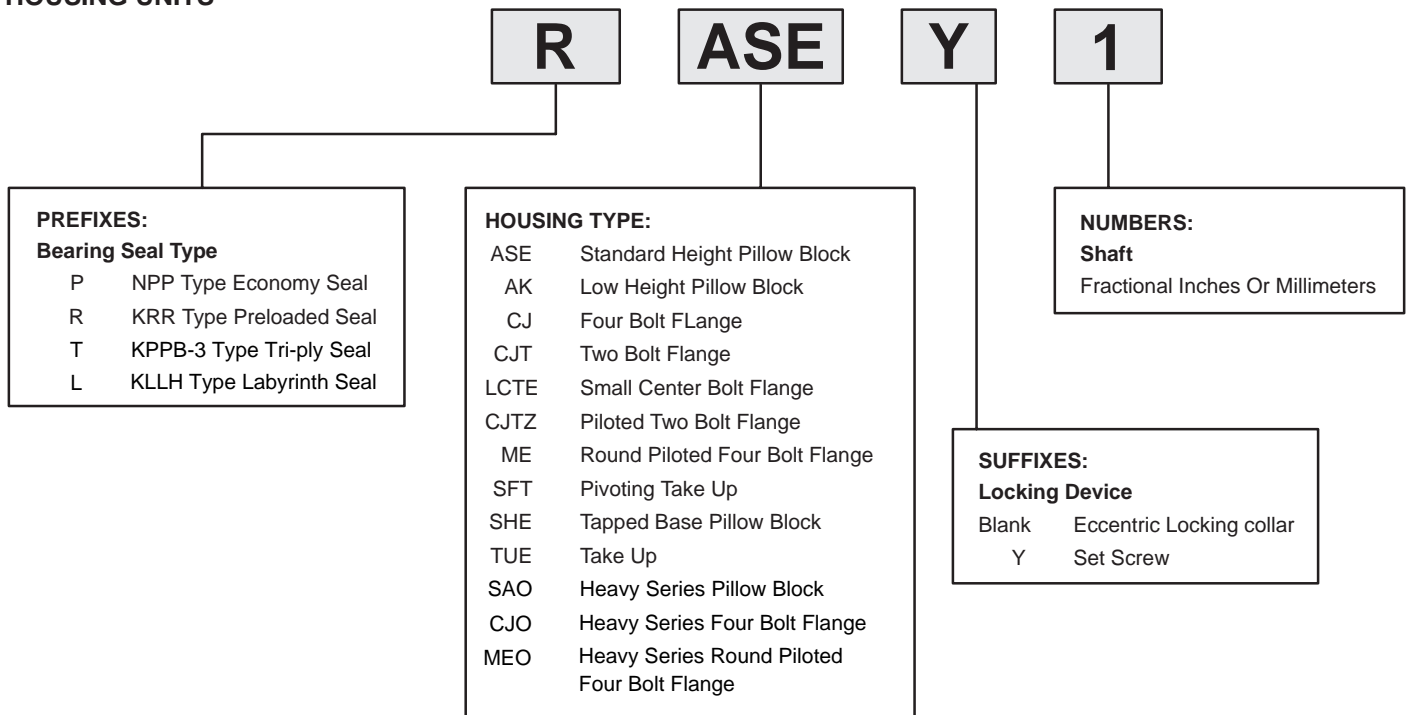 HOUSING UNITS
R ASE Y 1
PREFIXES:
Bearing Seal Type
P NPP Type Economy Seal
R KRR Type Preloaded Seal
T KPPB-3 Type Tri-ply Seal
L KLLH Type Labyrinth Seal
HOUSING TYPE:
ASE Standard Height Pillow Block
AK Low Height Pillow Block
CJ Four Bolt FLange
CJT Two Bolt Flange
LCTE Small Center Bolt Flange
CJTZ Piloted Two Bolt Flange
ME Round Piloted Four Bolt Flange
SFT Pivoting Take Up
SHE Tapped Base Pillow Block
TUE Take Up
SAO Heavy Series Pillow Block
CJO Heavy Series Four Bolt Flange
MEO Heavy Series Round Piloted
Four Bolt Flange
SUFFIXES:
Locking Device
Blank Eccentric Locking collar
Y Set Screw
NUMBERS:
Shaft
Fractional Inches Or Millimeters